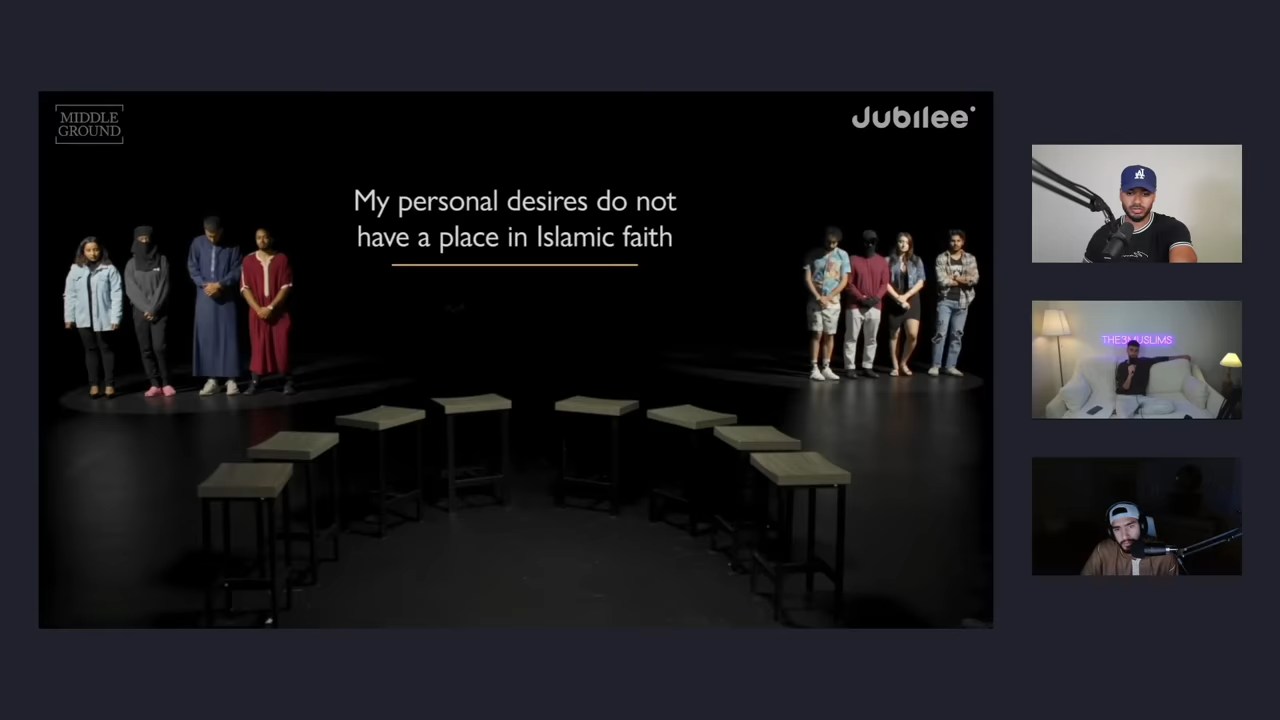 MIDDLE
GROUND
Jubilee
My personal desires do not
have a place in Islamic faith
THE3MUSLIMS